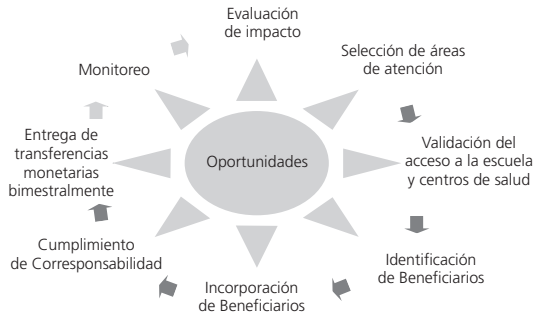 Evaluación
de impacto
Selección de áreas
de atención
Validación del
acceso a la escuela
y centros de salud
Identificación
de Beneficiarios
Incorporación
de Beneficiarios
Cumplimiento
de Corresponsabilidad
Entrega de
transferencias
monetarias
bimestralmente
Monitoreo
Oportunidades